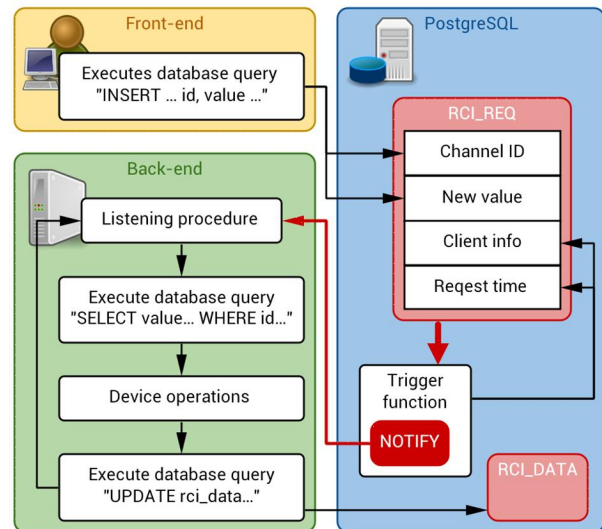 Front-end
Executes database query
"INSERT ... id, value ..."
PostgreSQL
RCI_REQ
Channel ID
New value
Client info
Reqest time
Back-end
Listening procedure
Execute database query
"SELECT value... WHERE id..."
Device operations
Execute database query
"UPDATE rci_data..."
Trigger
function
NOTIFY
RCI_DATA